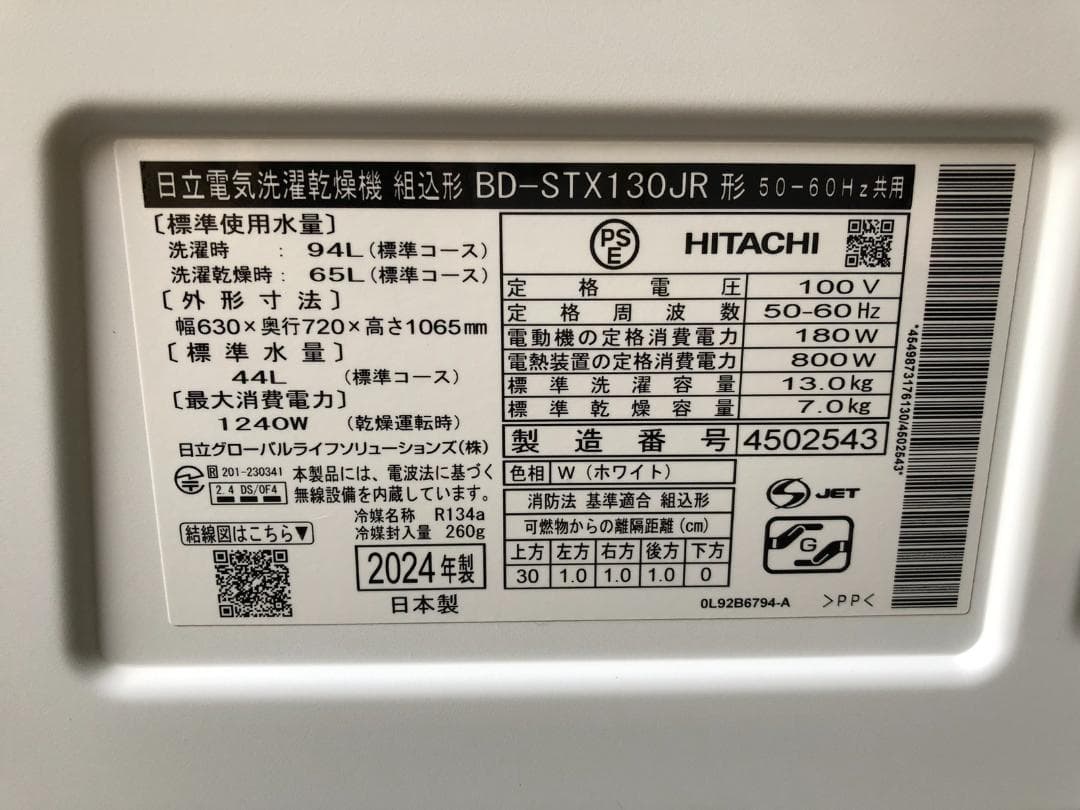 日立電気洗濯乾燥機 組込形 BD-STX130JR 形 50-60Hz共用
〔標準使用水量〕
洗濯時 : 94L(標準コース)
洗濯乾燥時 : 65L(標準コース)
〔外形寸法〕
幅630×奥行720×高さ1065mm
〔標準水量〕
44L (標準コース)
〔最大消費電力〕
1240W (乾燥運転時)
日立グローバルライフソリューションズ(株)
R 201-230341
2.4 DS/OF4
本製品には、電波法に基づく
無線設備を内蔵しています。
冷媒名称 R134a
冷媒封入量 260g
結線図はこちら▼
2024年製
日本製
PS
E
HITACHI
定格電圧 100V
定格周波数 50-60Hz
電動機の定格消費電力 180W
電熱装置の定格消費電力 800W
標準洗濯容量 13.0kg
標準乾燥容量 7.0kg
製造番号 4502543
色相 W(ホワイト)
消防法 基準適合 組込形
可燃物からの離隔距離(cm)
上方 左方 右方 後方 下方
30 1.0 1.0 1.0 0
S JET
G
0L92B6794-A >PP<
*4549873176130/4502543*